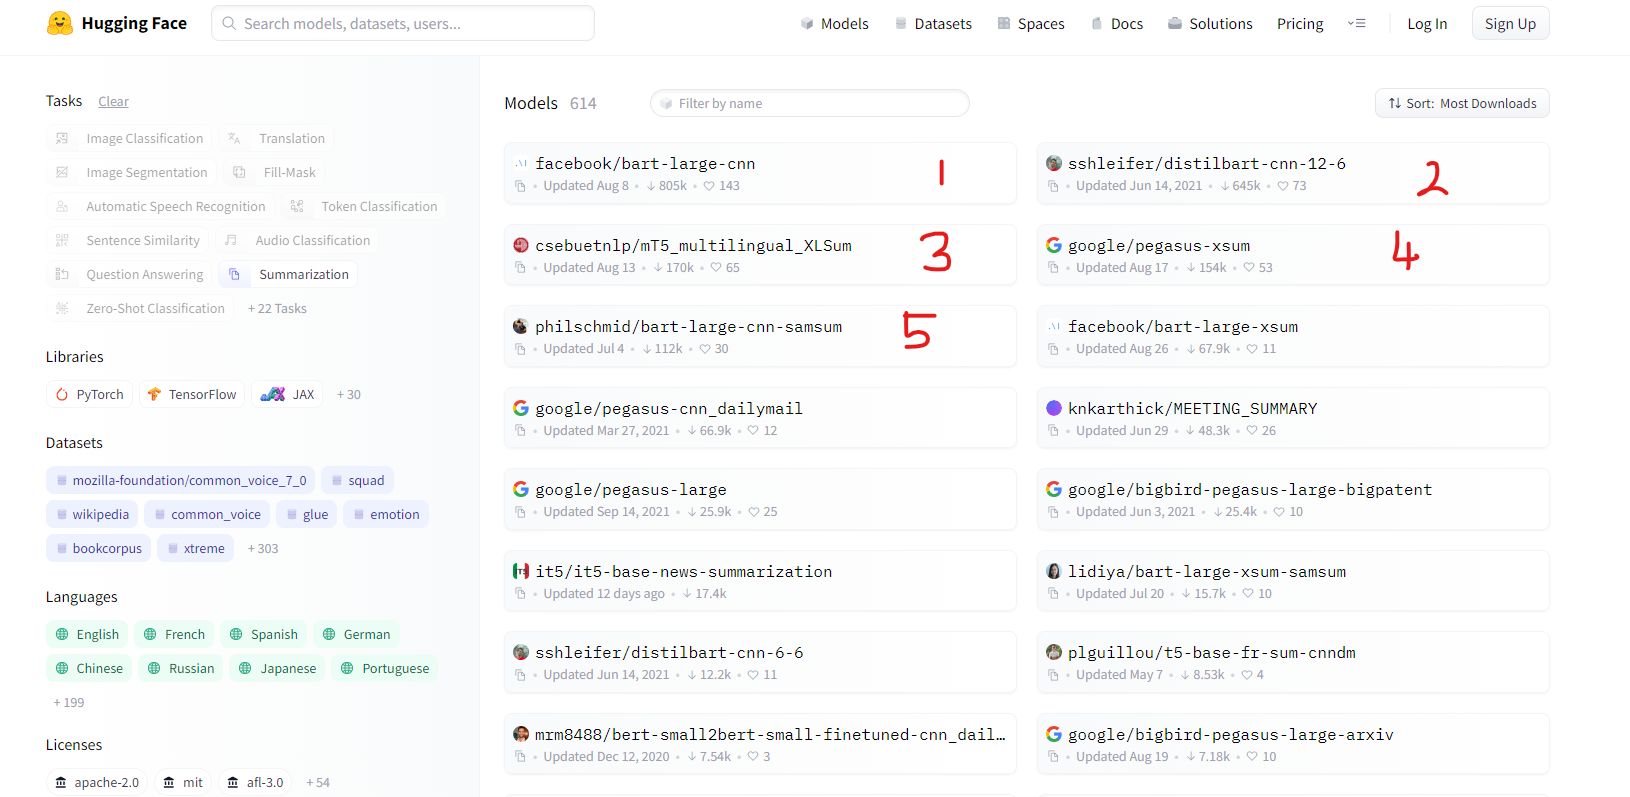 Hugging Face
Search models, datasets, users...
Models
Datasets
Spaces
Docs
Solutions
Pricing
Log In
Sign Up
Tasks Clear
Image Classification
Translation
Image Segmentation
Fill-Mask
Automatic Speech Recognition
Token Classification
Sentence Similarity
Audio Classification
Question Answering
Summarization
Zero-Shot Classification
+ 22 Tasks
Libraries
PyTorch
TensorFlow
JAX
+ 30
Datasets
mozilla-foundation/common_voice_7_0
squad
wikipedia
common_voice
glue
emotion
bookcorpus
xtreme
+ 303
Languages
English
French
Spanish
German
Chinese
Russian
Japanese
Portuguese
+ 199
Licenses
apache-2.0
mit
afl-3.0
+ 54
Models 614
Filter by name
Sort: Most Downloads
facebook/bart-large-cnn
Updated Aug 8 • ↓ 805k • ♡ 143
1
sshleifer/distilbart-cnn-12-6
Updated Jun 14, 2021 • ↓ 645k • ♡ 73
2
csebuetnlp/mT5_multilingual_XLSum
Updated Aug 13 • ↓ 170k • ♡ 65
3
google/pegasus-xsum
Updated Aug 17 • ↓ 154k • ♡ 53
4
philschmid/bart-large-cnn-samsum
Updated Jul 4 • ↓ 112k • ♡ 30
5
facebook/bart-large-xsum
Updated Aug 26 • ↓ 67.9k • ♡ 11
google/pegasus-cnn_dailymail
Updated Mar 27, 2021 • ↓ 66.9k • ♡ 12
knkarthick/MEETING_SUMMARY
Updated Jun 29 • ↓ 48.3k • ♡ 26
google/pegasus-large
Updated Sep 14, 2021 • ↓ 25.9k • ♡ 25
google/bigbird-pegasus-large-bigpatent
Updated Jun 3, 2021 • ↓ 25.4k • ♡ 10
it5/it5-base-news-summarization
Updated 12 days ago • ↓ 17.4k
lidiya/bart-large-xsum-samsum
Updated Jul 20 • ↓ 15.7k • ♡ 10
sshleifer/distilbart-cnn-6-6
Updated Jun 14, 2021 • ↓ 12.2k • ♡ 11
plguillou/t5-base-fr-sum-cnndm
Updated May 7 • ↓ 8.53k • ♡ 4
mrm8488/bert-small2bert-small-finetuned-cnn_dail…
Updated Dec 12, 2020 • ↓ 7.54k • ♡ 3
google/bigbird-pegasus-large-arxiv
Updated Aug 19 • ↓ 7.18k • ♡ 10